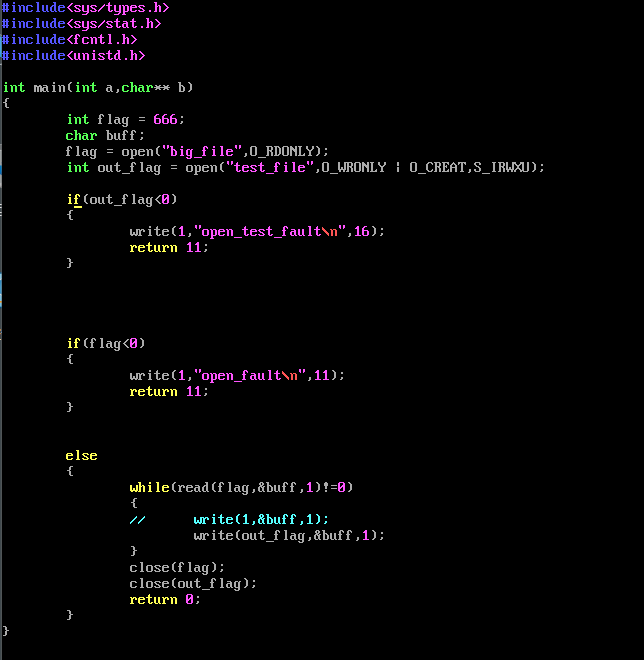 #include<sys/types.h>
#include<sys/stat.h>
#include<fcntl.h>
#include<unistd.h>
int main(int a,char** b)
{
int flag = 666;
char buff;
flag = open("big_file",O_RDONLY);
int out_flag = open("test_file",O_WRONLY | O_CREAT,S_IRWXU);
if(out_flag<0)
{
write(1,"open_test_fault\n",16);
return 11;
}
if(flag<0)
{
write(1,"open_fault\n",11);
return 11;
}
else
{
while(read(flag,&buff,1)!=0)
{
// write(1,&buff,1);
write(out_flag,&buff,1);
}
close(flag);
close(out_flag);
return 0;
}
}